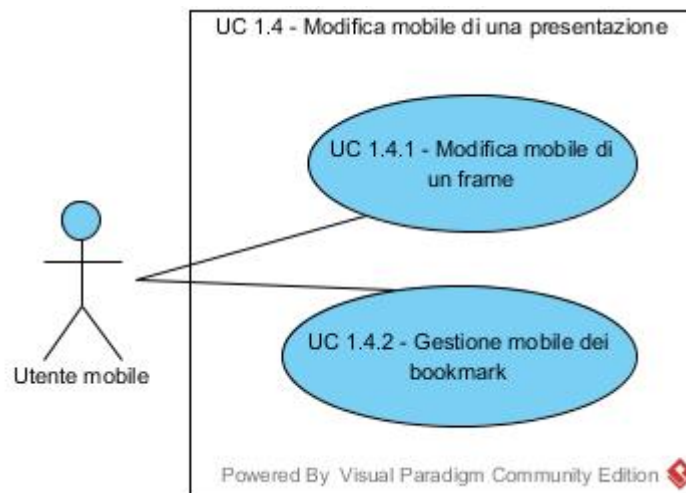 UC 1.4 - Modifica mobile di una presentazione
UC 1.4.1 - Modifica mobile di
un frame
UC 1.4.2 - Gestione mobile dei
bookmark
Utente mobile
Powered By Visual Paradigm Community Edition